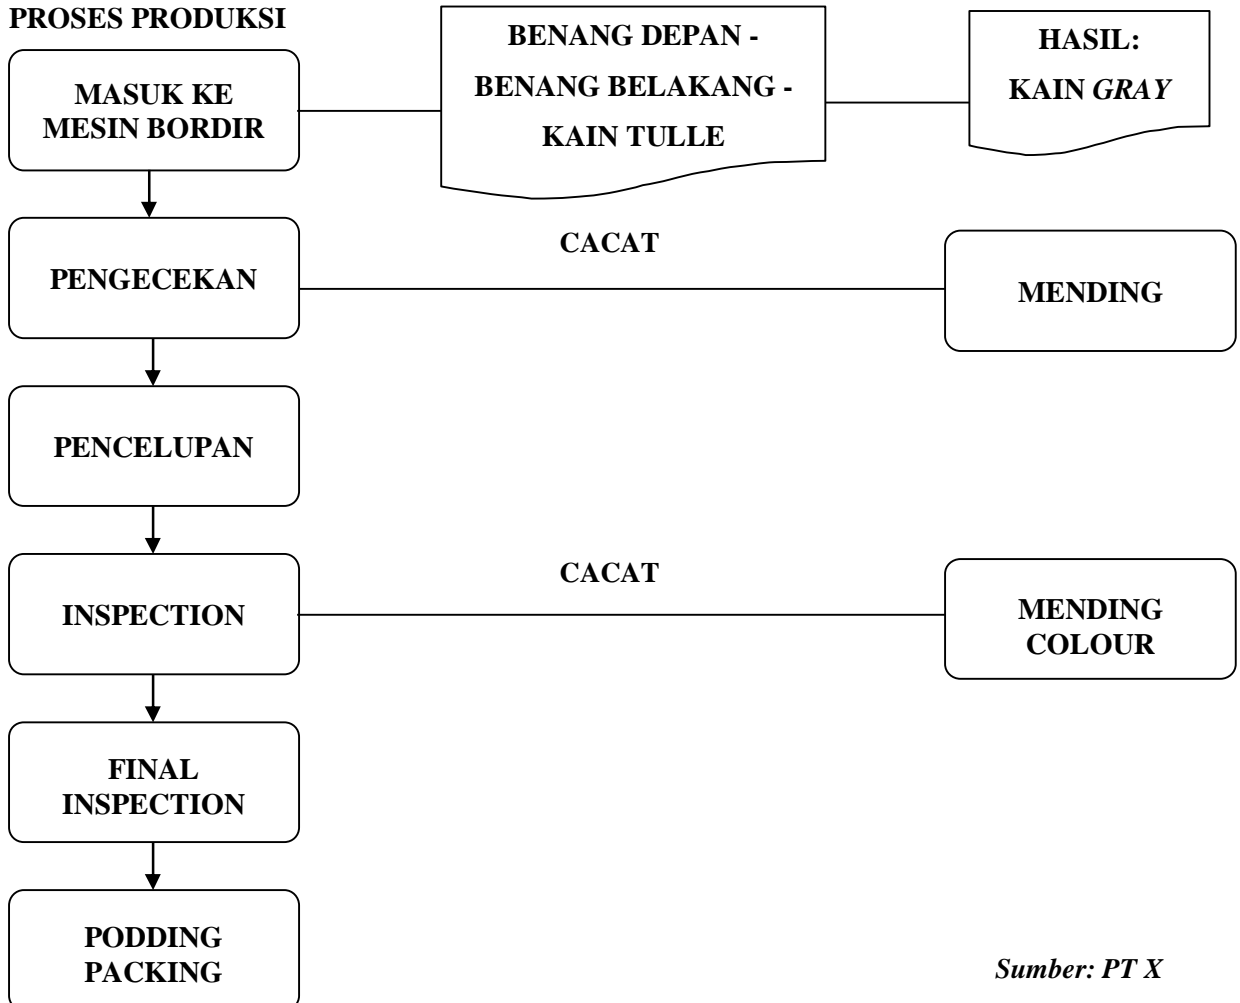 PROSES PRODUKSI
MASUK KE
MESIN BORDIR
BENANG DEPAN -
BENANG BELAKANG -
KAIN TULLE
HASIL:
KAIN GRAY
PENGECEKAN
CACAT
MENDING
PENCELUPAN
INSPECTION
CACAT
MENDING
COLOUR
FINAL
INSPECTION
PODDING
PACKING
Sumber: PT X